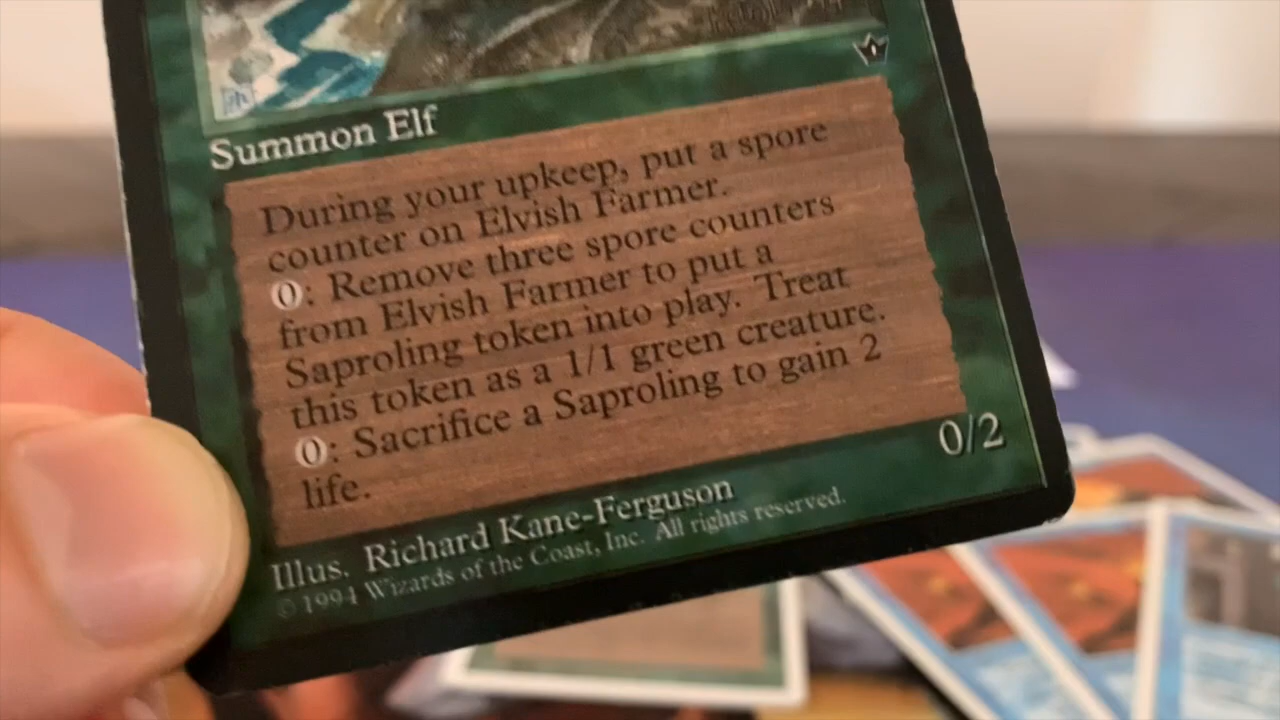 Summon Elf
During your upkeep, put a spore
counter on Elvish Farmer.
0: Remove three spore counters
from Elvish Farmer to put a
Saproling token into play. Treat
this token as a 1/1 green creature.
0: Sacrifice a Saproling to gain 2
life.
0/2
Illus. Richard Kane-Ferguson
© 1994 Wizards of the Coast, Inc. All rights reserved.